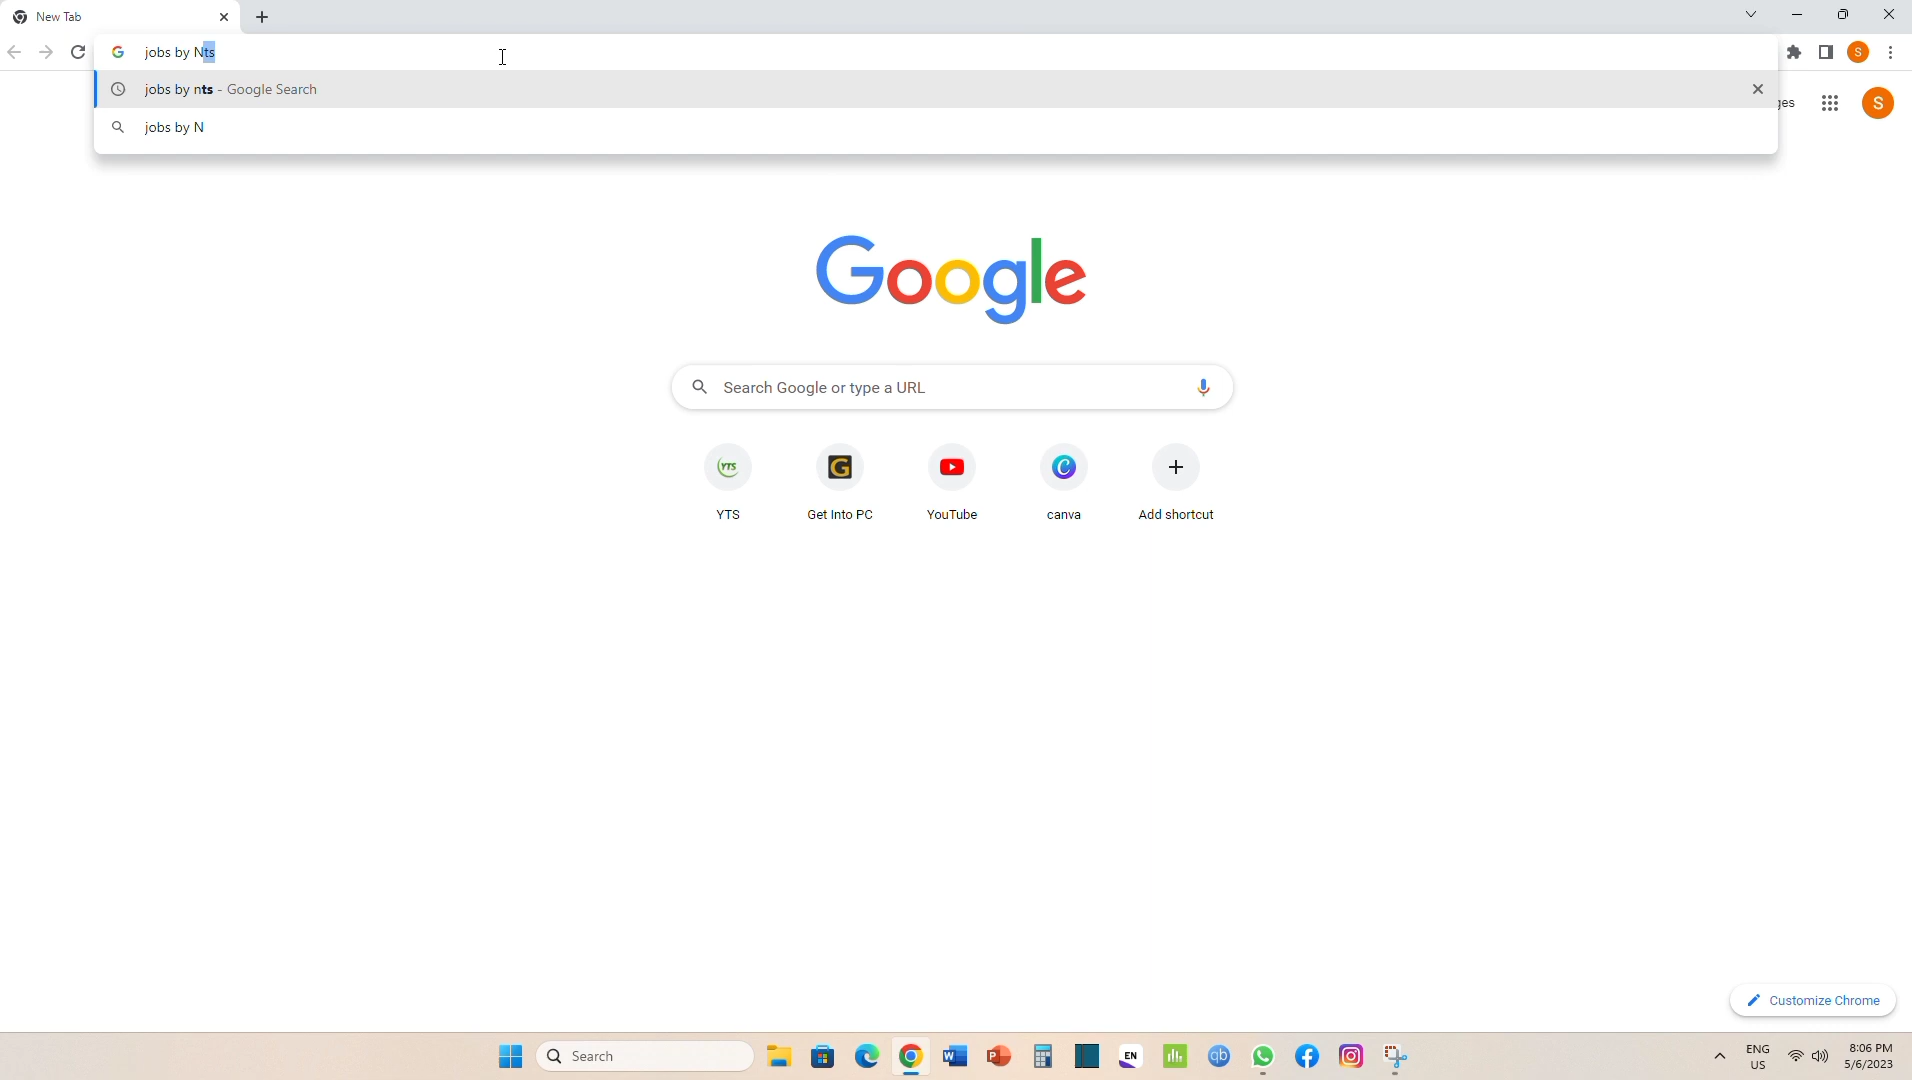 New Tab
jobs by Nts
jobs by nts - Google Search
jobs by N
S
S
Google
Search Google or type a URL
YTS
G
C
YTS
Get Into PC
YouTube
canva
Add shortcut
Customize Chrome
Search
W
P
EN
qb
ENG
US
8:06 PM
5/6/2023